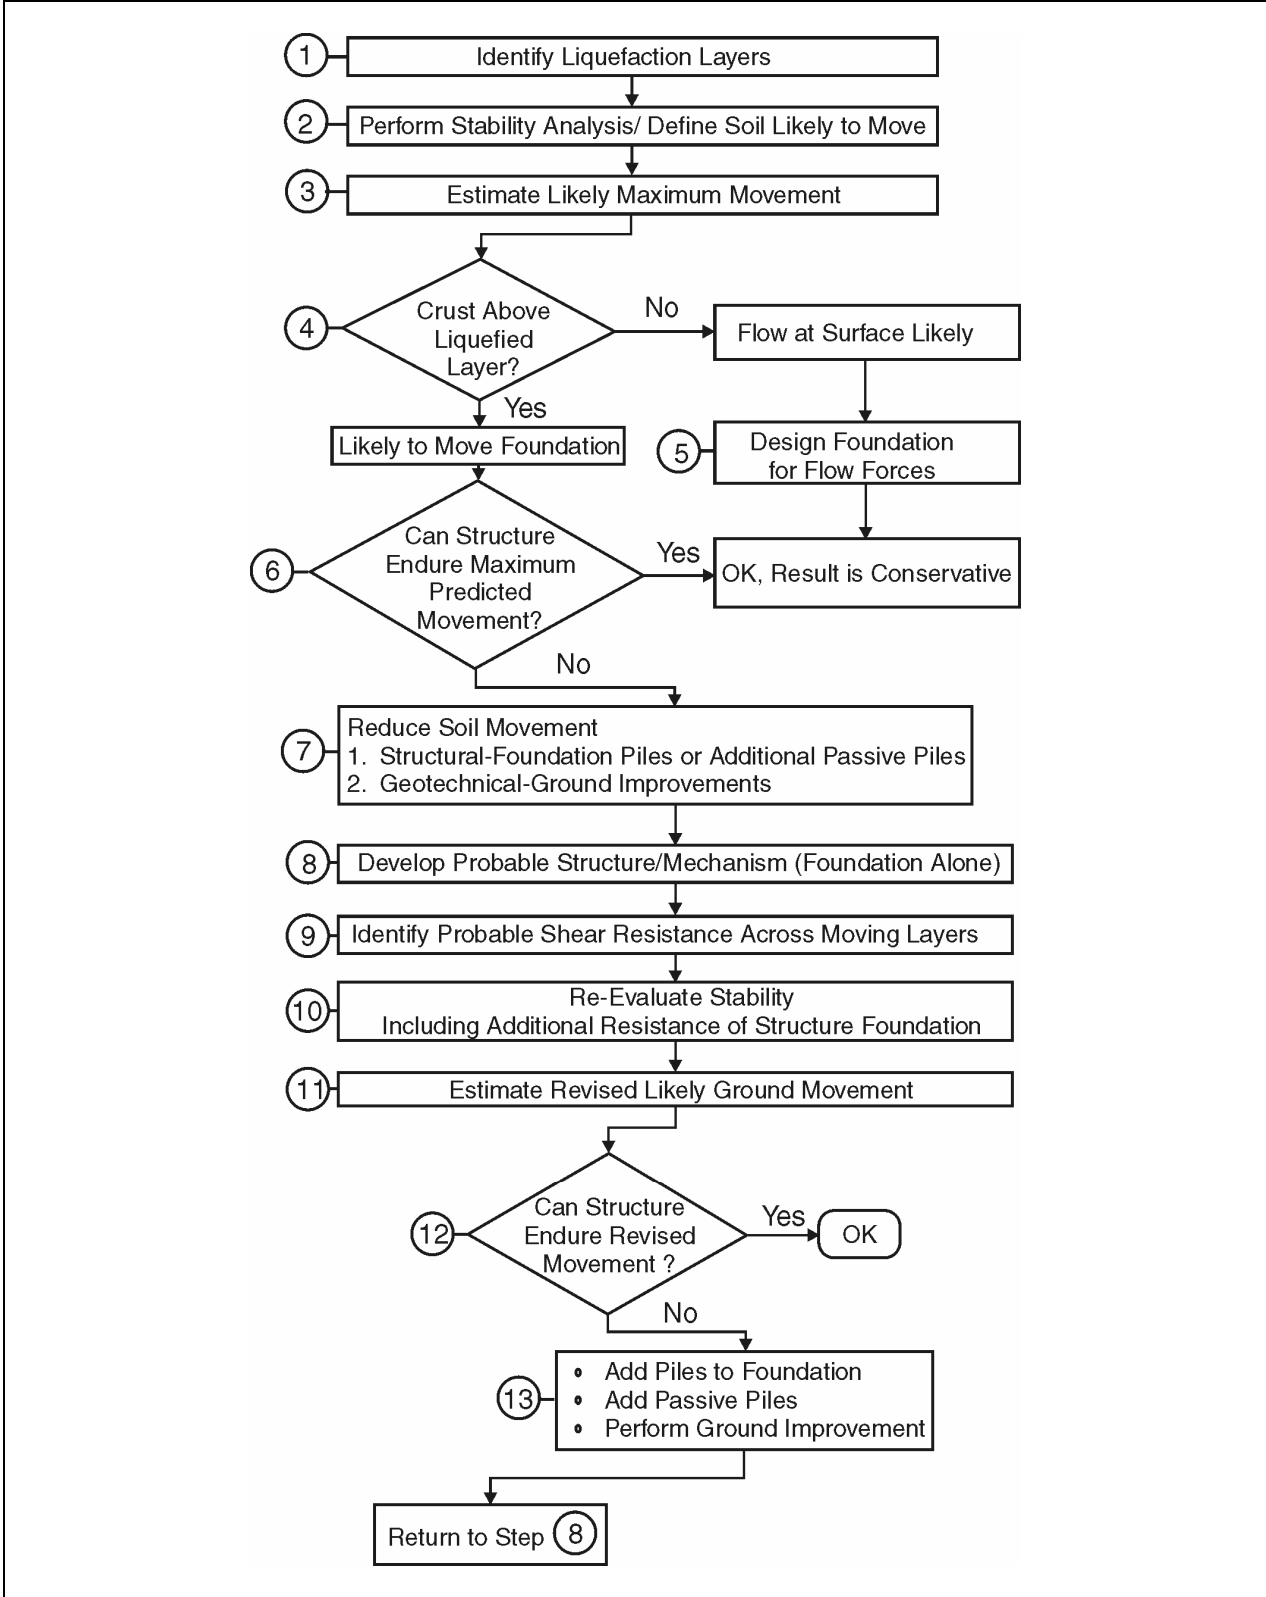 1
Identify Liquefaction Layers
2
Perform Stability Analysis/ Define Soil Likely to Move
3
Estimate Likely Maximum Movement
4
Crust Above
Liquefied
Layer?
No
Flow at Surface Likely
Yes
Likely to Move Foundation
5
Design Foundation
for Flow Forces
6
Can Structure
Endure Maximum
Predicted
Movement?
Yes
OK, Result is Conservative
No
7
Reduce Soil Movement
1. Structural-Foundation Piles or Additional Passive Piles
2. Geotechnical-Ground Improvements
8
Develop Probable Structure/Mechanism (Foundation Alone)
9
Identify Probable Shear Resistance Across Moving Layers
10
Re-Evaluate Stability
Including Additional Resistance of Structure Foundation
11
Estimate Revised Likely Ground Movement
12
Can Structure
Endure Revised
Movement ?
Yes
OK
No
13
Add Piles to Foundation
Add Passive Piles
Perform Ground Improvement
Return to Step 8